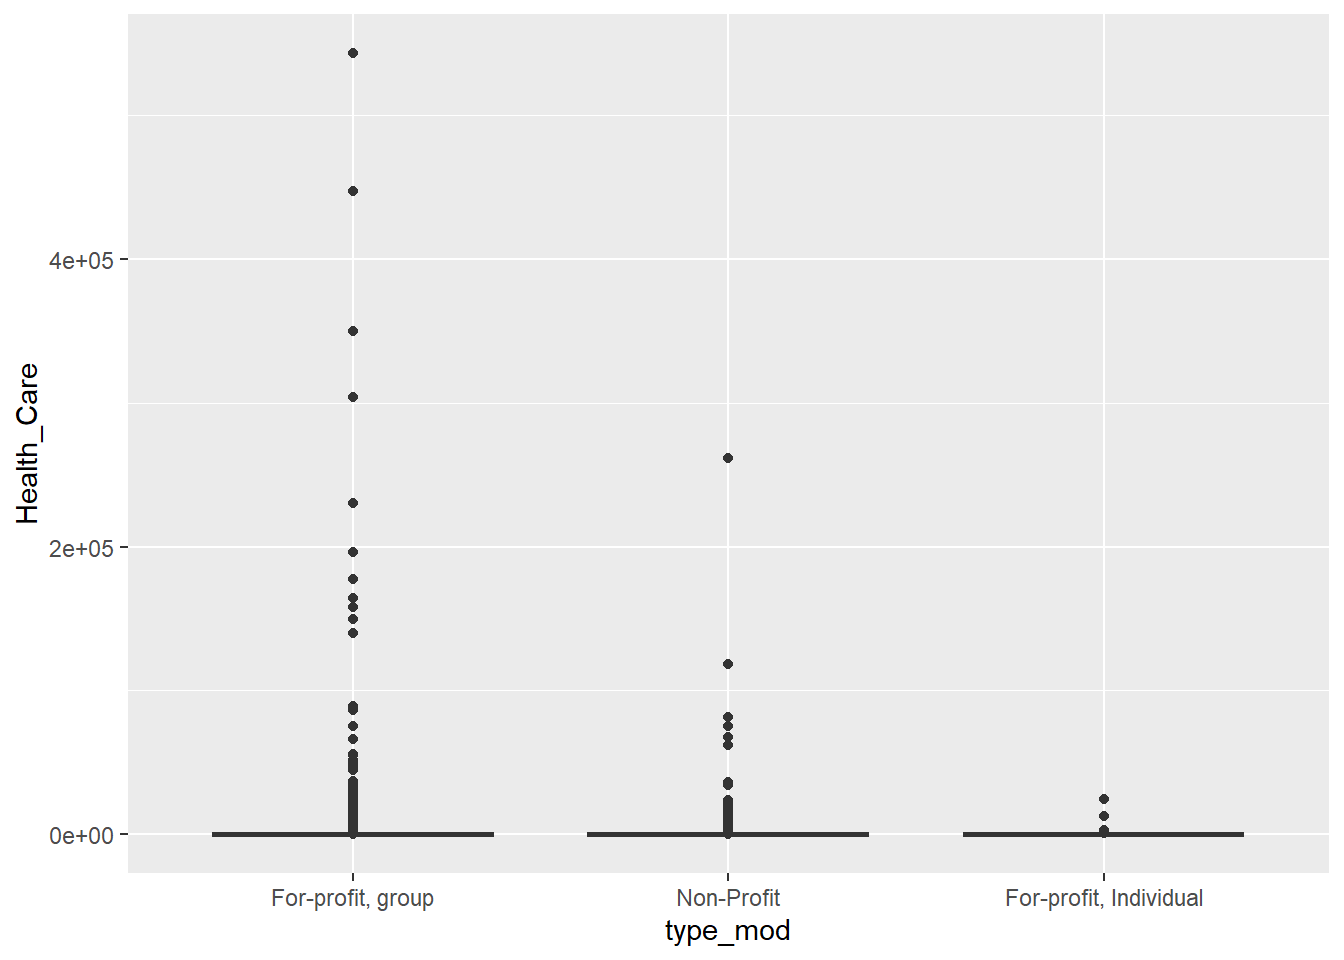 Health_Care
4e+05
2e+05
0e+00
For-profit, group
Non-Profit
For-profit, Individual
type_mod